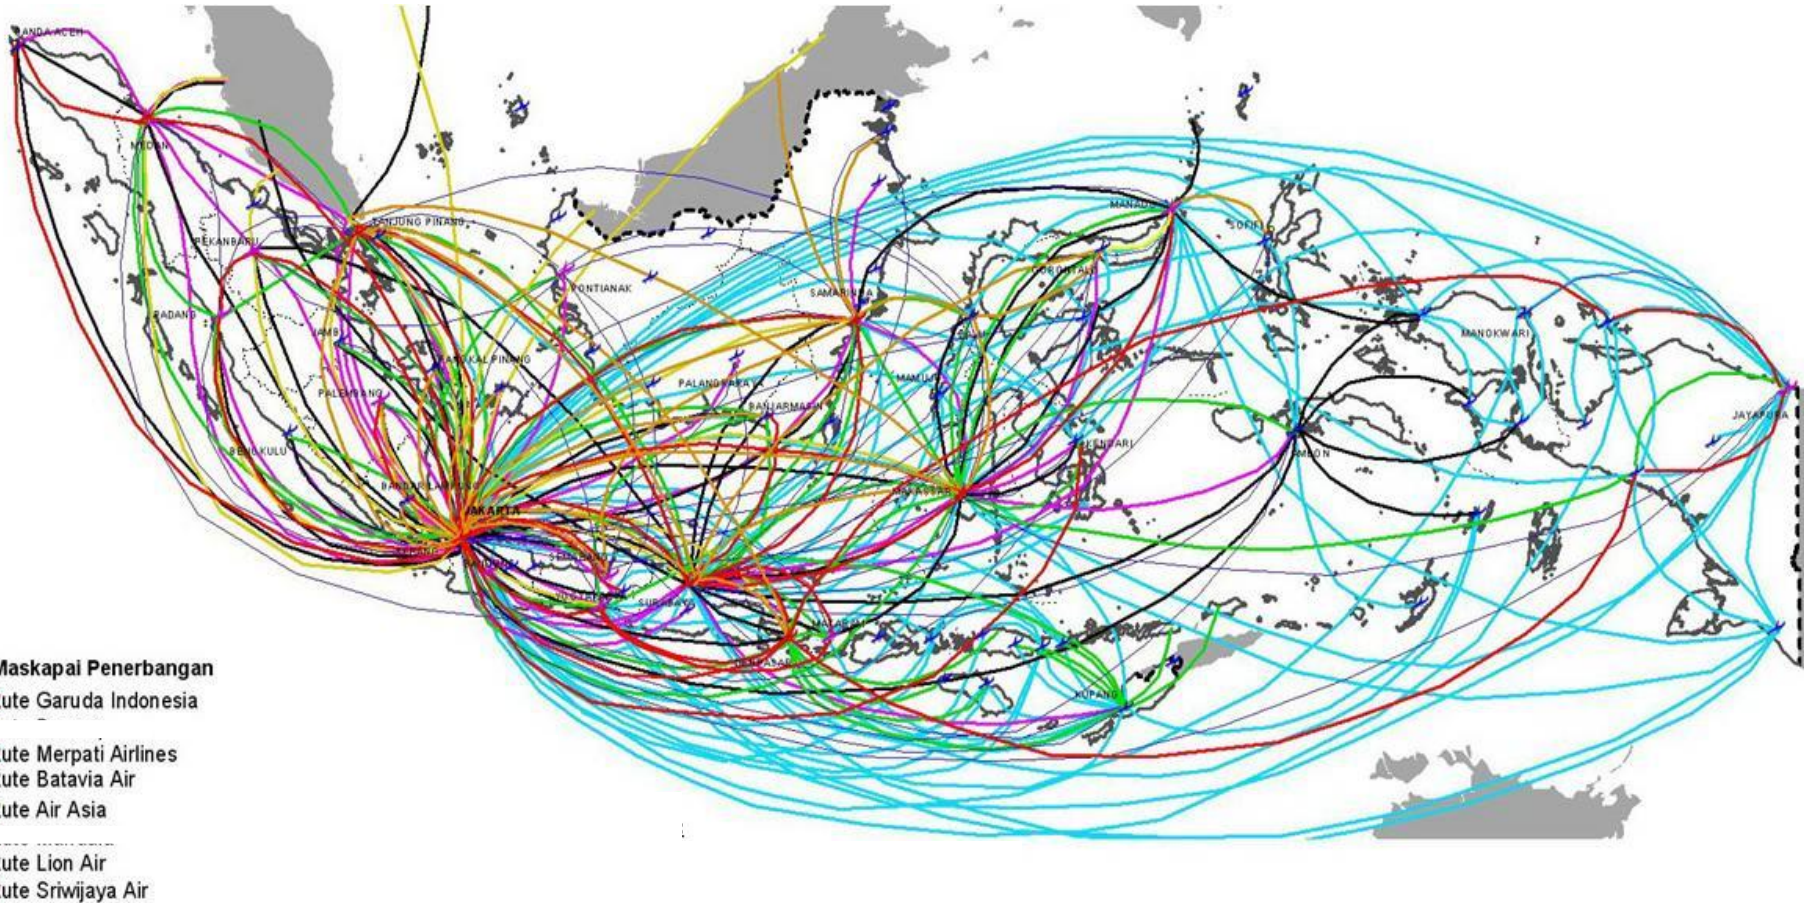 BANDA ACEH
MEDAN
TANJUNG PINANG
PEKANBARU
PONTIANAK
PADANG
JAMBI
PANGKAL PINANG
PALEMBANG
BENGKULU
BANDAR LAMPUNG
JAKARTA
SERANG
SEMARANG
SURABAYA
MATARAM
DENPASAR
KUPANG
SAMARINDA
PALANGKARAYA
BANJARMASIN
MAMUJU
MAKASSAR
KENDARI
GORONTALO
MANADO
SOFIFI
AMBON
MANOKWARI
JAYAPURA
Maskapai Penerbangan
ute Garuda Indonesia
ute Merpati Airlines
ute Batavia Air
ute Air Asia
ute Lion Air
ute Sriwijaya Air